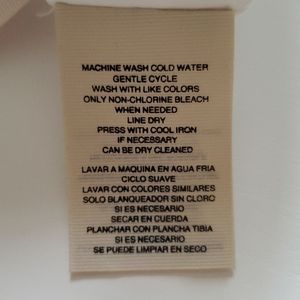 MACHINE WASH COLD WATER
GENTLE CYCLE
WASH WITH LIKE COLORS
ONLY NON-CHLORINE BLEACH
WHEN NEEDED
LINE DRY
PRESS WITH COOL IRON
IF NECESSARY
CAN BE DRY CLEANED
LAVAR A MAQUINA EN AGUA FRIA
CICLO SUAVE
LAVAR CON COLORES SIMILARES
SOLO BLANQUEADOR SIN CLORO
SI ES NECESARIO
SECAR EN CUERDA
PLANCHAR CON PLANCHA TIBIA
SI ES NECESARIO
SE PUEDE LIMPIAR EN SECO